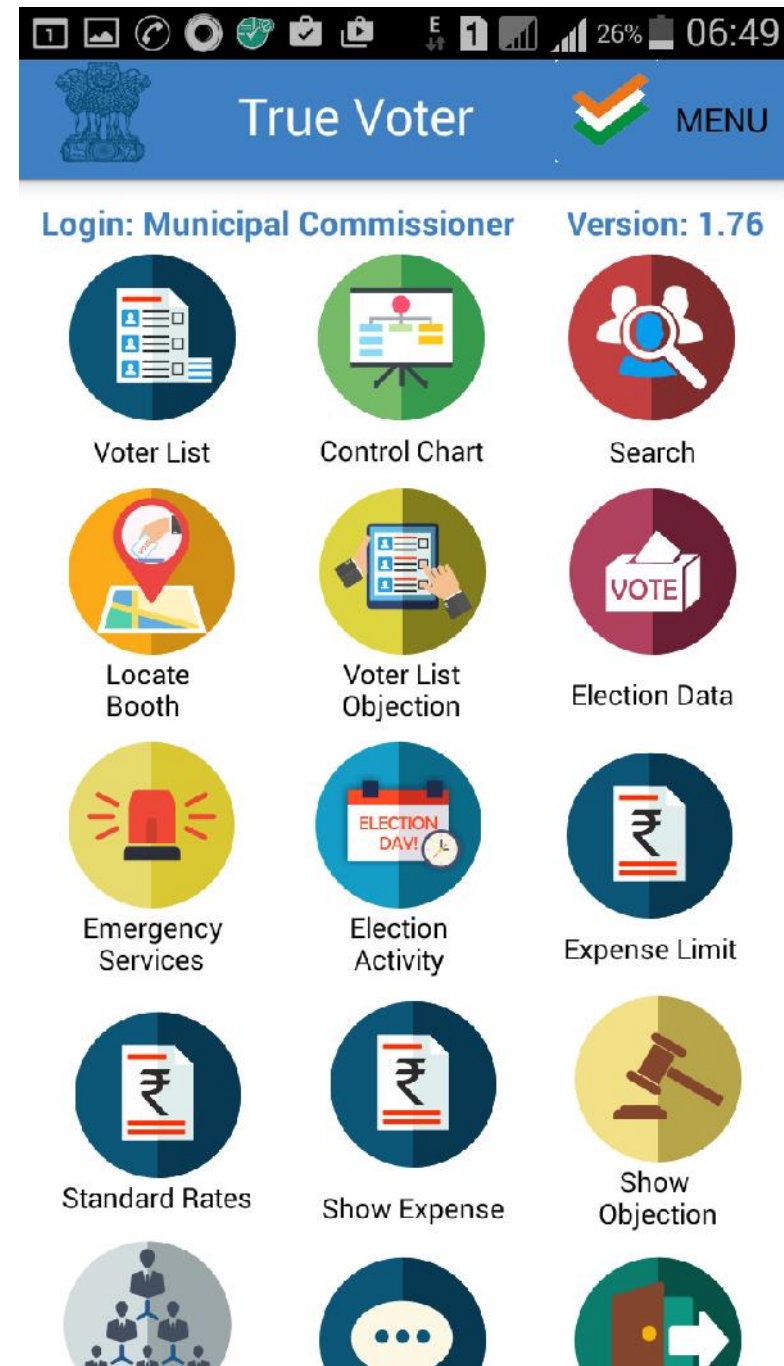 1 E 1 26% 06:49
True Voter MENU
Login: Municipal Commissioner Version: 1.76
Voter List Control Chart Search
VOTE
Locate Booth
Voter List Objection
Election Data
ELECTION
DAY!
₹
Emergency Services
Election Activity
Expense Limit
₹ ₹
Standard Rates Show Expense
Show
Objection